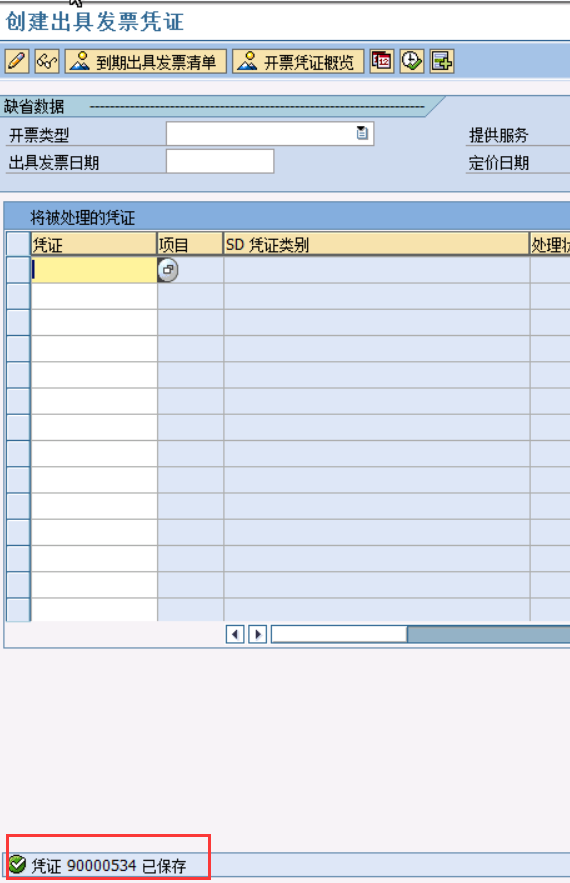 创建出具发票凭证
到期出具发票清单 开票凭证概览
缺省数据
开票类型 提供服务
出具发票日期 定价日期
将被处理的凭证
凭证 项目 SD 凭证类别 处理状
凭证 90000534 已保存